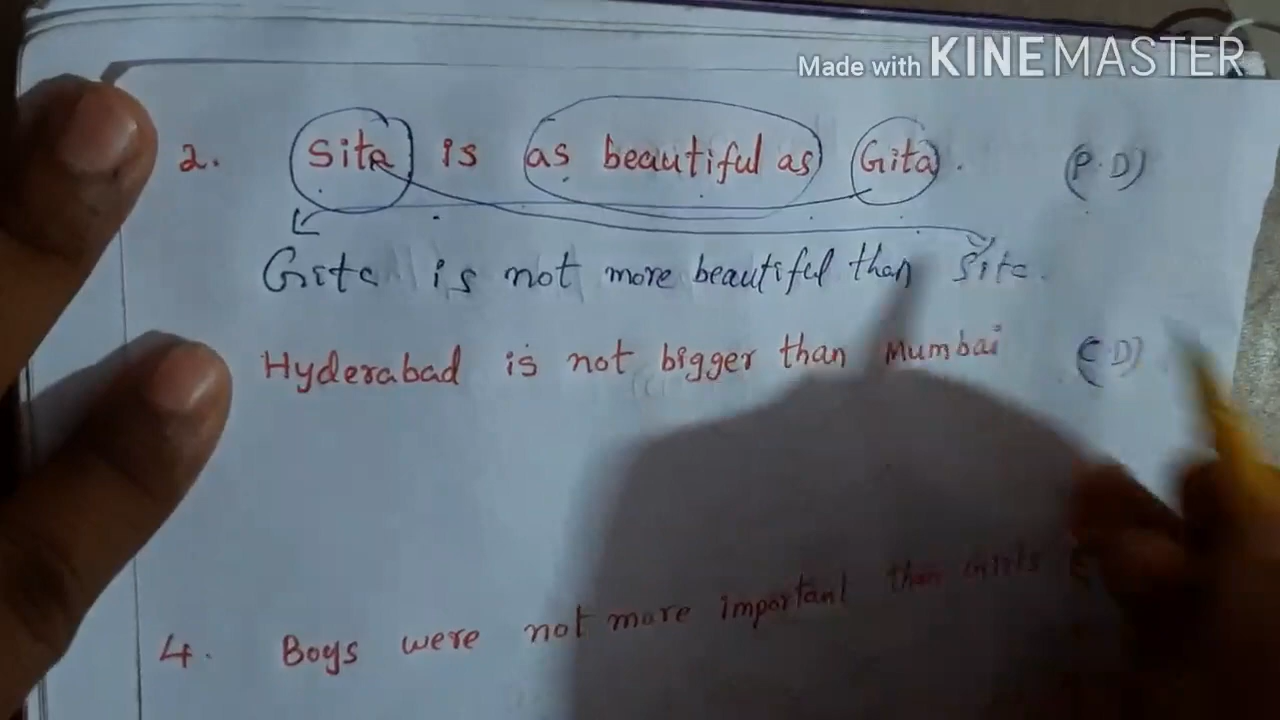 Made with KINEMASTER
2. Sita is as beautiful as Gita. (P.D)
Gita is not more beautiful than Sita.
Hyderabad is not bigger than Mumbai (C.D)
4. Boys were not more important than Girls